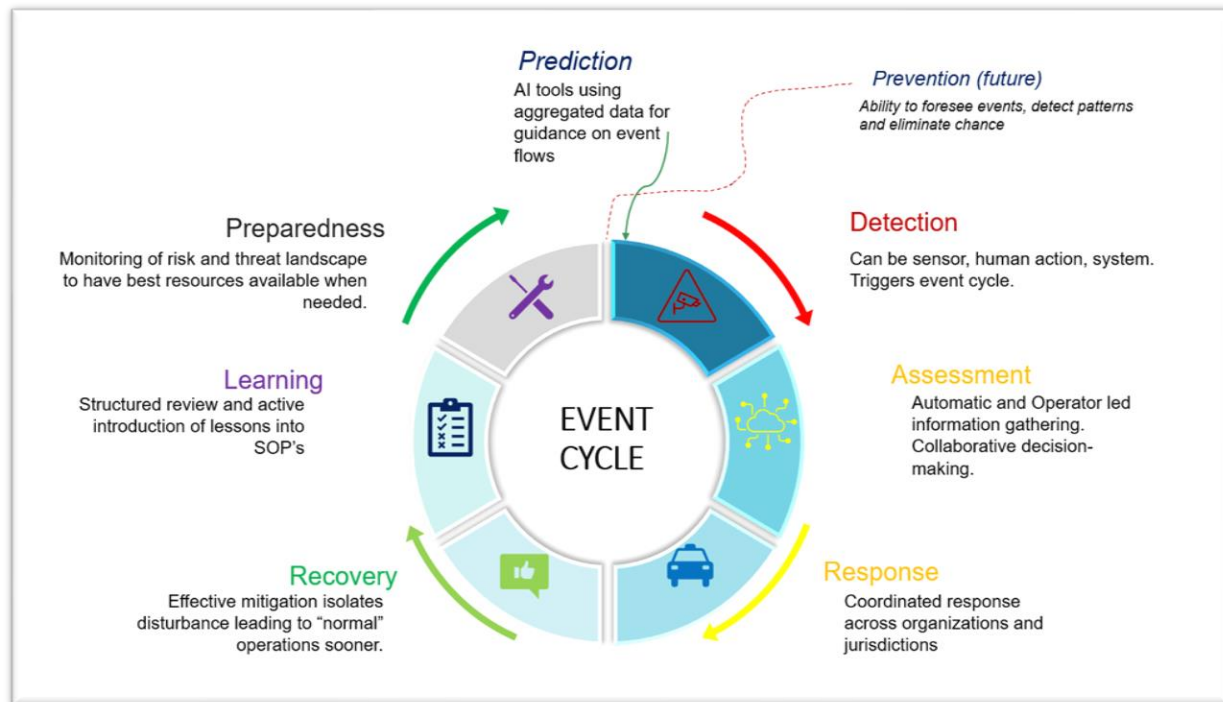 Prediction
AI tools using
aggregated data for
guidance on event
flows
Prevention (future)
Ability to foresee events, detect patterns
and eliminate chance
Detection
Can be sensor, human action, system.
Triggers event cycle.
Assessment
Automatic and Operator led
information gathering.
Collaborative decision-
making.
Response
Coordinated response
across organizations and
jurisdictions
Recovery
Effective mitigation isolates
disturbance leading to “normal”
operations sooner.
Learning
Structured review and active
introduction of lessons into
SOP’s
Preparedness
Monitoring of risk and threat landscape
to have best resources available when
needed.
EVENT
CYCLE